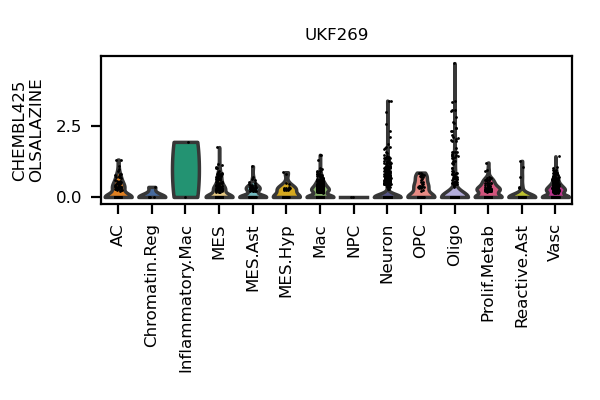 UKF269
CHEMBL425
OLSALAZINE
2.5
0.0
AC
Chromatin.Reg
Inflammatory.Mac
MES
MES.Ast
MES.Hyp
Mac
NPC
Neuron
OPC
Oligo
Prolif.Metab
Reactive.Ast
Vasc